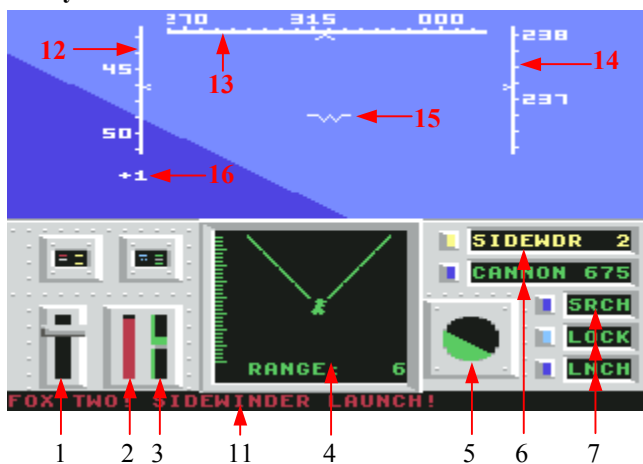 270 315 000
12 13 238 14
45
237
15
50
+1 16
SIDEWDR 2
CANNON 675
SRCH
LOCK
RANGE: 6
LNCH
FOX TWO! SIDEWINDER LAUNCH!
1 2 3 11 4 5 6 7